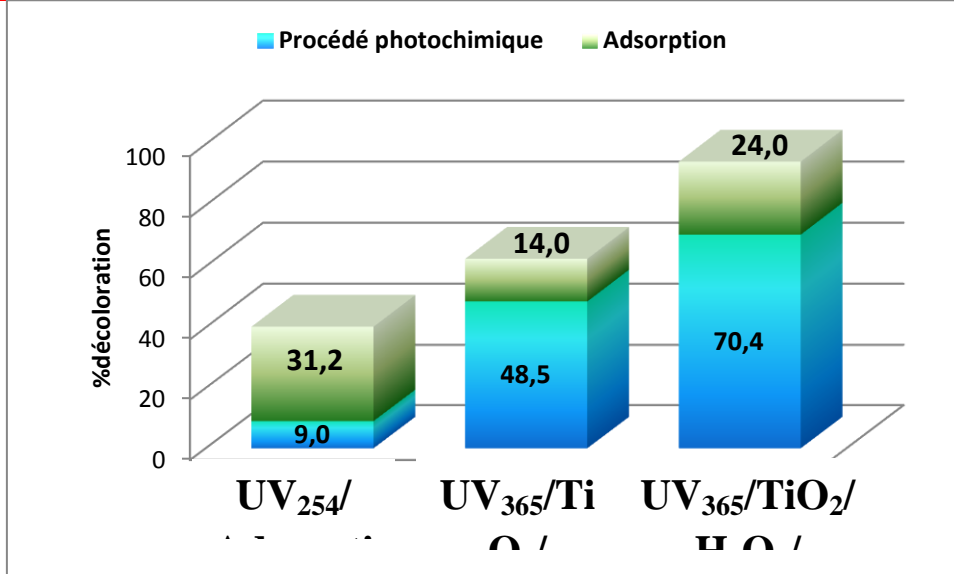 Procédé photochimique Adsorption
100
80
60
40
20
0
%décoloration
31,2
9,0
14,0
48,5
24,0
70,4
UV₂₅₄/
UV₃₆₅/Ti
UV₃₆₅/TiO₂/